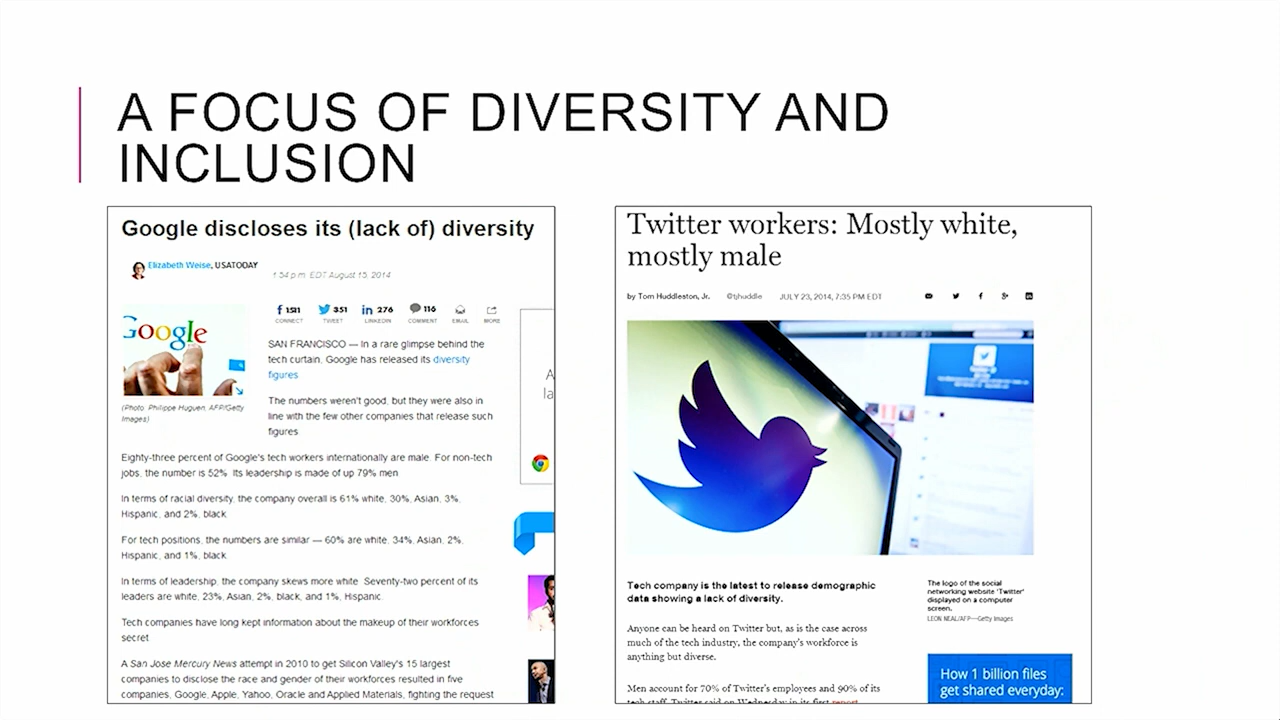 A FOCUS OF DIVERSITY AND
INCLUSION
Google discloses its (lack of) diversity
Elizabeth Weise, USATODAY
1:54 p.m. EDT August 15, 2014
1521 CONNECT
351 TWEET
276 LINKEDIN
116 COMMENT
EMAIL
MORE
Google
(Photo: Philippe Huguen, AFP/Getty
Images)
SAN FRANCISCO — In a rare glimpse behind the
tech curtain, Google has released its diversity
figures
The numbers weren't good, but they were also in
line with the few other companies that release such
figures
Eighty-three percent of Google's tech workers internationally are male. For non-tech
jobs, the number is 52%. Its leadership is made of up 79% men
In terms of racial diversity, the company overall is 61% white, 30%, Asian, 3%,
Hispanic, and 2%, black
For tech positions, the numbers are similar — 60% are white, 34%, Asian, 2%,
Hispanic, and 1%, black
In terms of leadership, the company skews more white. Seventy-two percent of its
leaders are white, 23%, Asian, 2%, black, and 1%, Hispanic
Tech companies have long kept information about the makeup of their workforces
secret
A San Jose Mercury News attempt in 2010 to get Silicon Valley's 15 largest
companies to disclose the race and gender of their workforces resulted in five
companies, Google, Apple, Yahoo, Oracle and Applied Materials, fighting the request
A
la
Twitter workers: Mostly white,
mostly male
by Tom Huddleston, Jr. @tjhuddle JULY 23, 2014, 7:35 PM EDT
Tech company is the latest to release demographic
data showing a lack of diversity.
Anyone can be heard on Twitter but, as is the case across
much of the tech industry, the company's workforce is
anything but diverse.
Men account for 70% of Twitter's employees and 90% of its
tech staff, Twitter said on Wednesday in its first report
The logo of the social
networking website 'Twitter'
displayed on a computer
screen.
LEON NEAL/AFP—Getty Images
How 1 billion files
get shared everyday: